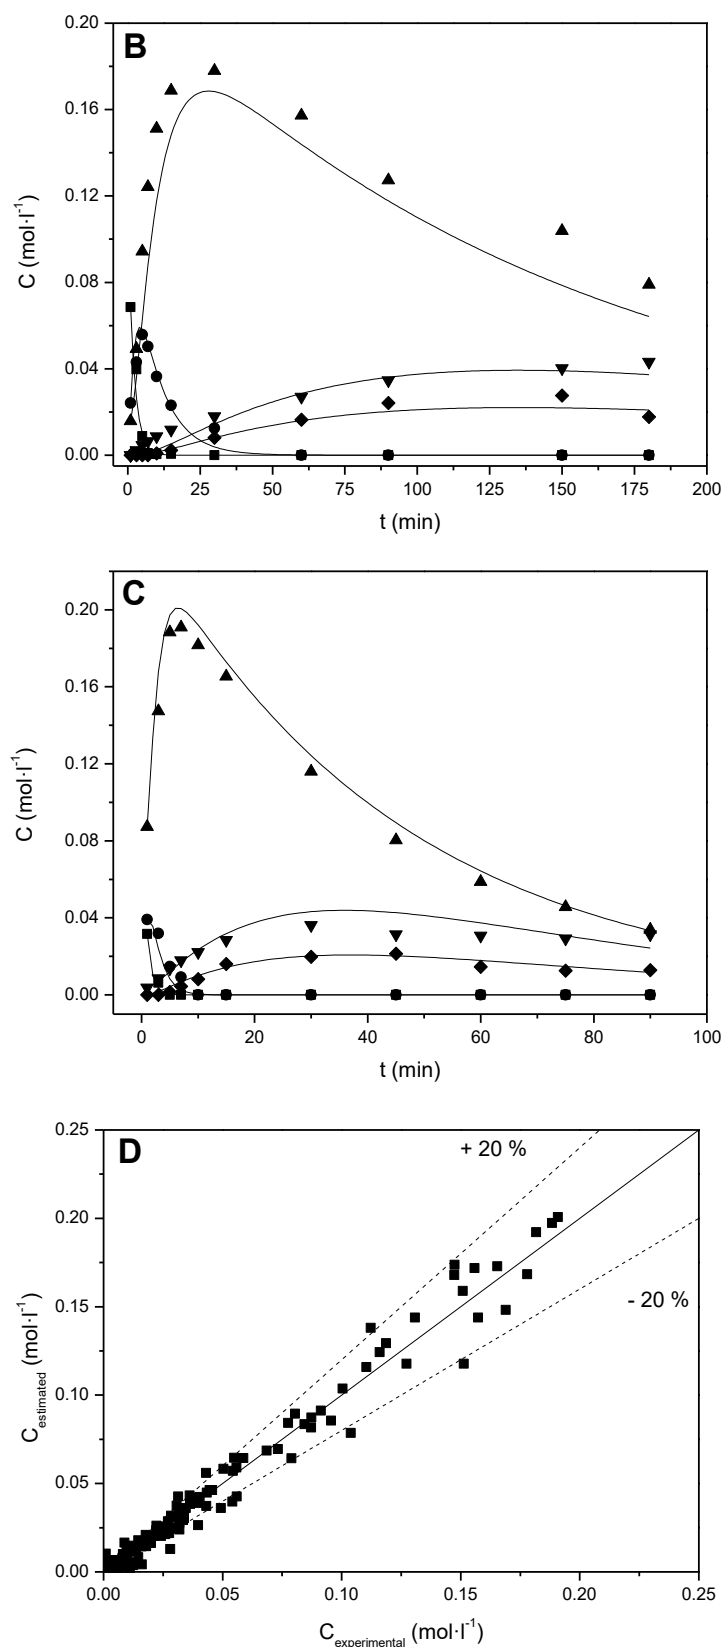 B
0.20
0.16
0.12
0.08
0.04
0.00
C (mol·l⁻¹)
0 25 50 75 100 125 150 175 200
t (min)
C
0.20
0.16
0.12
0.08
0.04
0.00
C (mol·l⁻¹)
0 20 40 60 80 100
t (min)
D
+ 20 %
- 20 %
0.25
0.20
0.15
0.10
0.05
0.00
C estimated (mol·l⁻¹)
0.00 0.05 0.10 0.15 0.20 0.25
C experimental (mol·l⁻¹)